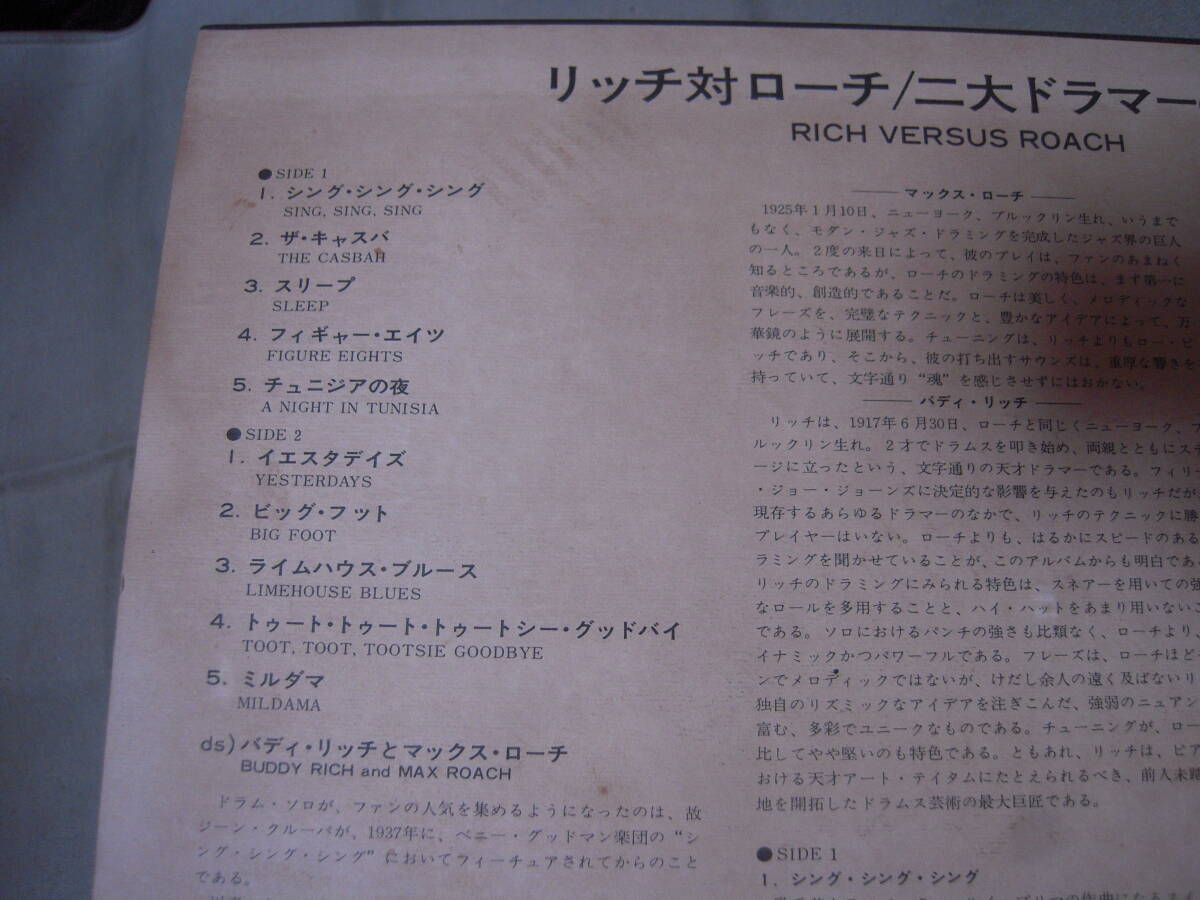 リッチ対ローチ/二大ドラマー
RICH VERSUS ROACH
●SIDE 1
1. シング・シング・シング
SING, SING, SING
2. ザ・キャスバ
THE CASBAH
3. スリープ
SLEEP
4. フィギャー・エイツ
FIGURE EIGHTS
5. チュニジアの夜
A NIGHT IN TUNISIA
●SIDE 2
1. イエスタデイズ
YESTERDAYS
2. ビッグ・フット
BIG FOOT
3. ライムハウス・ブルース
LIMEHOUSE BLUES
4. トゥート・トゥート・トゥートシー・グッドバイ
TOOT, TOOT, TOOTSIE GOODBYE
5. ミルダマ
MILDAMA
ds)バディ・リッチとマックス・ローチ
BUDDY RICH and MAX ROACH
ドラム・ソロが、ファンの人気を集めるようになったのは、故
ジーン・クルーパが、1937年に、ベニー・グッドマン楽団の“シ
ング・シング・シング”においてフィーチュアされてからのこと
である。
マックス・ローチ
1925年1月10日、ニューヨーク、ブルックリン生れ、いうまで
もなく、モダン・ジャズ・ドラミングを完成したジャズ界の巨人
の一人。2度の来日によって、彼のプレイは、ファンのあまねく
知るところであるが、ローチのドラミングの特色は、まず第一に
音楽的、創造的であることだ。ローチは美しく、メロディックな
フレーズを、完璧なテクニックと、豊かなアイデアによって、万
華鏡のように展開する。チューニングは、リッチよりもロー・ピ
ッチであり、そこから、彼の打ち出すサウンズは、重厚な響きを
持っていて、文字通り“魂”を感じさせずにはおかない。
バディ・リッチ
リッチは、1917年6月30日、ローチと同じくニューヨーク、ブ
ルックリン生れ。2才でドラムスを叩き始め、両親とともにステ
ージに立ったという、文字通りの天才ドラマーである。フィリー
・ジョー・ジョーンズに決定的な影響を与えたのもリッチだが
現存するあらゆるドラマーのなかで、リッチのテクニックに勝
プレイヤーはいない。ローチよりも、はるかにスピードのある
ラミングを聞かせていることが、このアルバムからも明白であ
リッチのドラミングにみられる特色は、スネアーを用いての強
なロールを多用することと、ハイ・ハットをあまり用いないこ
である。ソロにおけるパンチの強さも比類なく、ローチより
イナミックかつパワーフルである。フレーズは、ローチほど
ンでメロディックではないが、けだし余人の遠く及ばないリ
独自のリズミックなアイデアを注ぎこんだ、強弱のニュアン
富む、多彩でユニークなものである。チューニングが、ロー
比してやや堅いのも特色である。ともあれ、リッチは、ピア
おける天才アート・テイタムにたとえられるべき、前人未踏
地を開拓したドラムス芸術の最大巨匠である。
●SIDE 1
1. シング・シング・シング